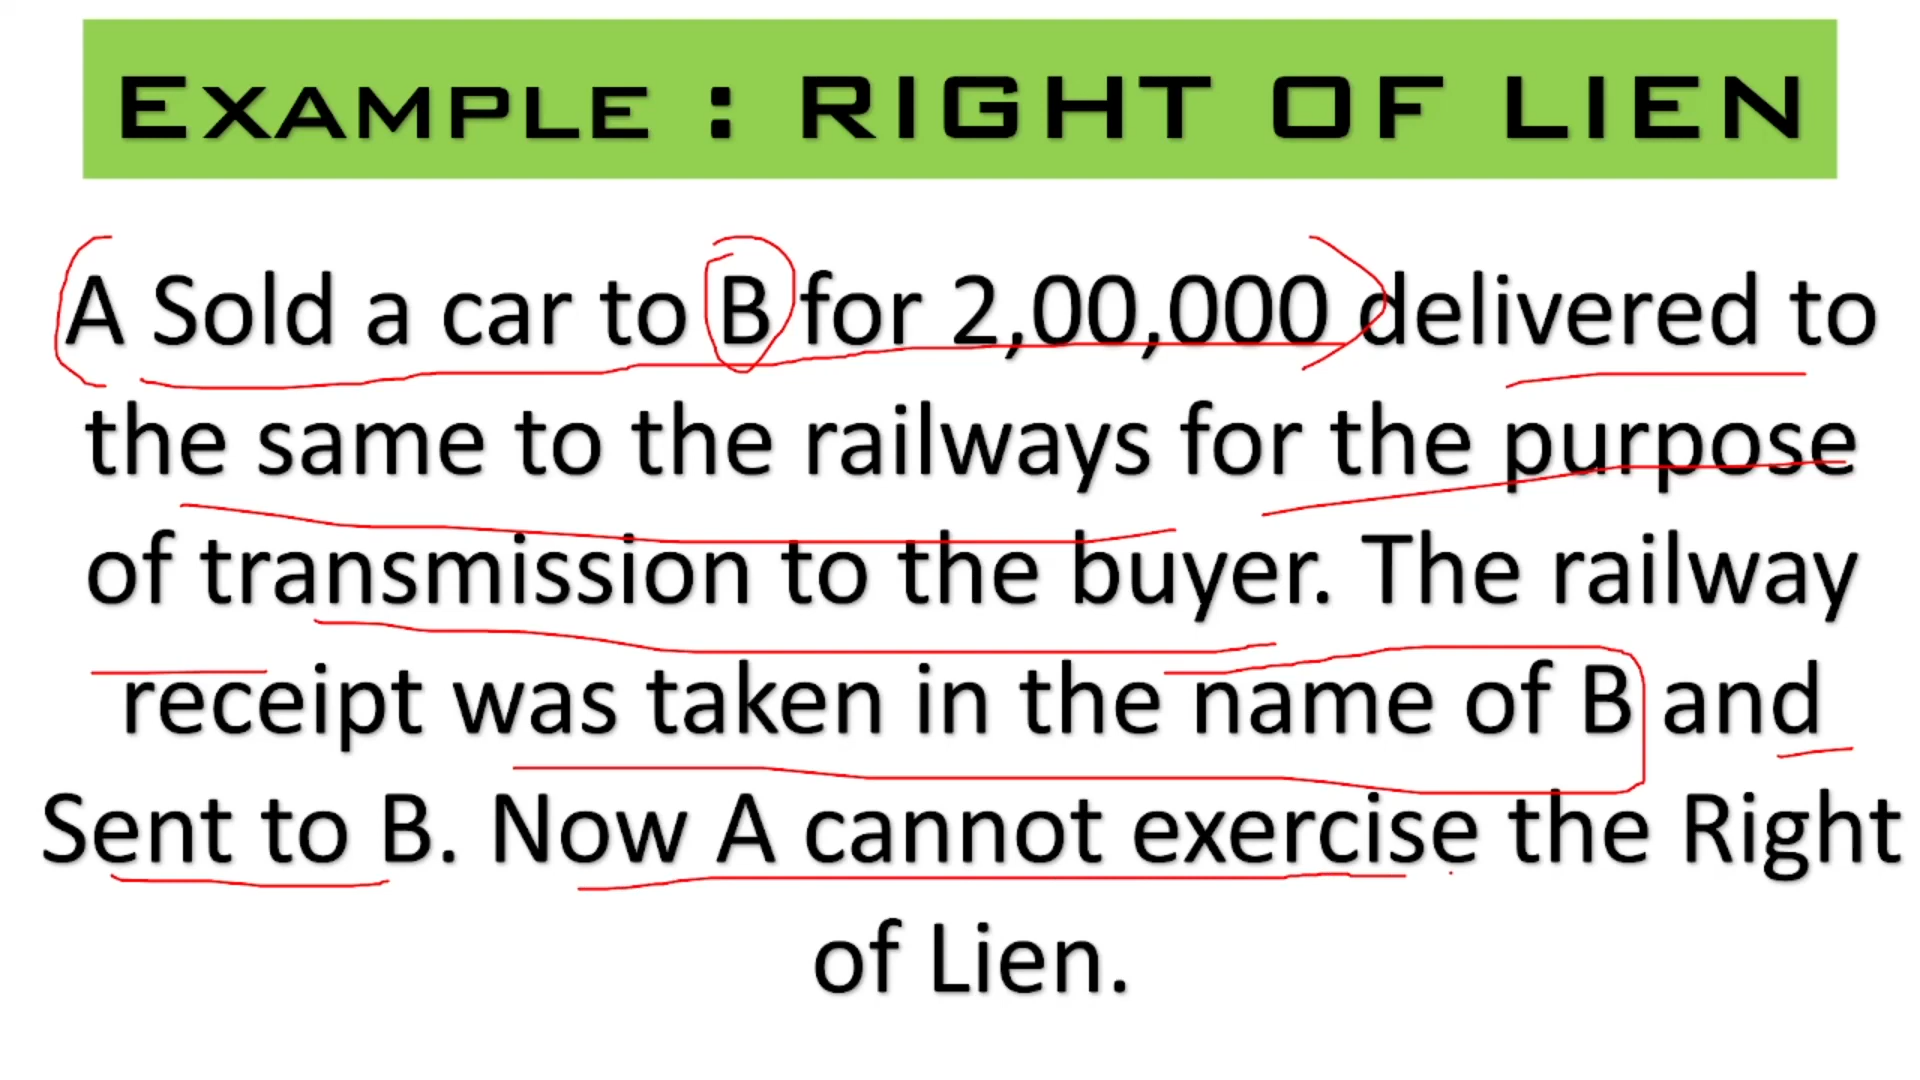 EXAMPLE : RIGHT OF LIEN
A Sold a car to B for 2,00,000 delivered to
the same to the railways for the purpose
of transmission to the buyer. The railway
receipt was taken in the name of B and
Sent to B. Now A cannot exercise the Right
of Lien.